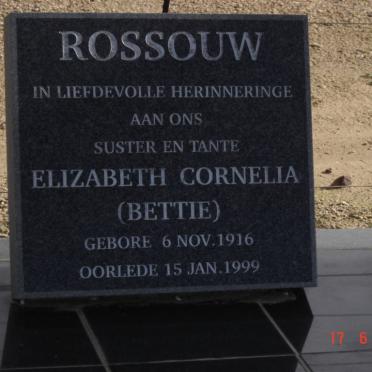 ROSSOUW
IN LIEFDEVOLLE HERINNERINGE
AAN ONS
SUSTER EN TANTE
ELIZABETH CORNELIA
(BETTIE)
GEBORE 6 NOV.1916
OORLEDE 15 JAN.1999
17 6